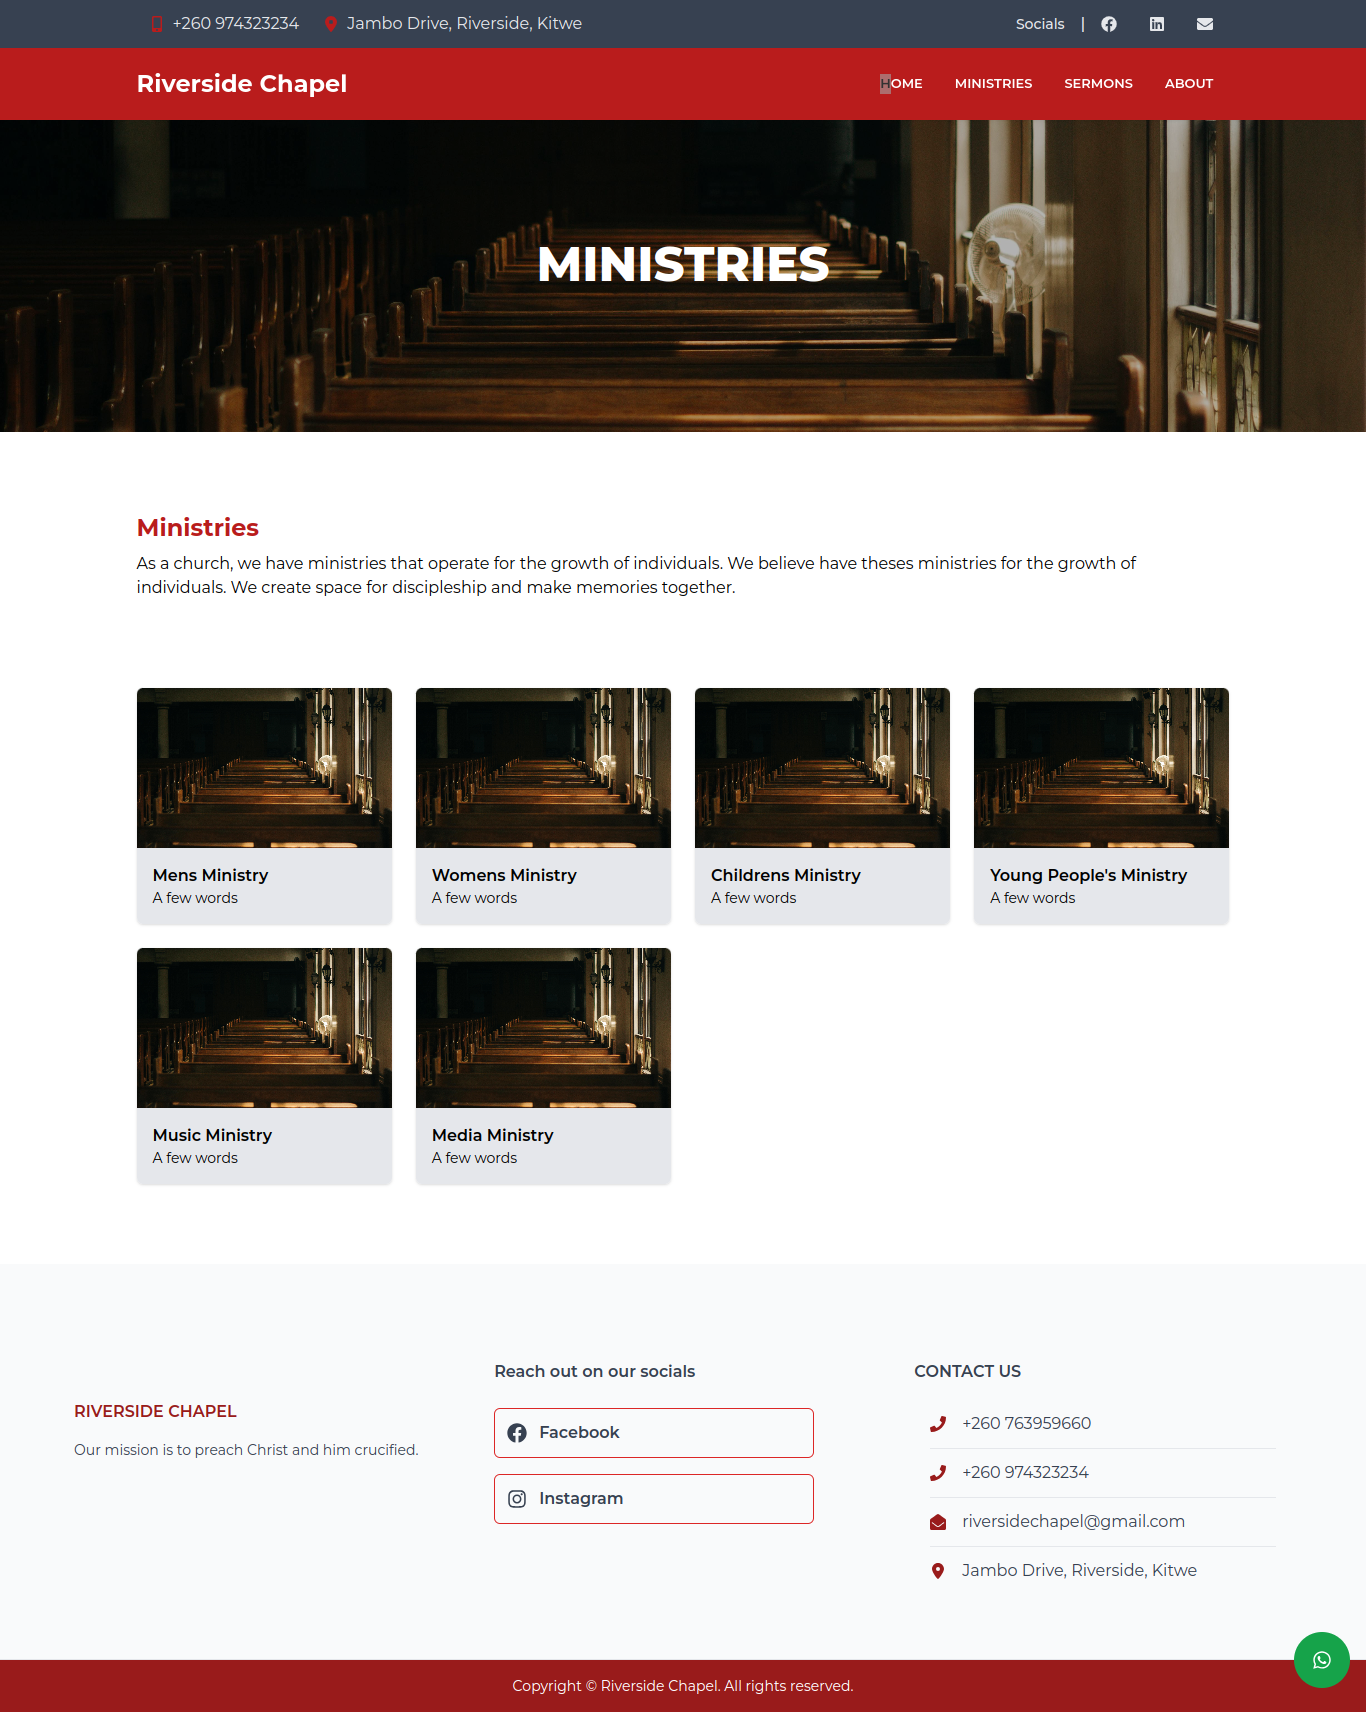 +260 974323234 Jambo Drive, Riverside, Kitwe Socials |
Riverside Chapel HOME MINISTRIES SERMONS ABOUT
MINISTRIES
Ministries
As a church, we have ministries that operate for the growth of individuals. We believe have theses ministries for the growth of
individuals. We create space for discipleship and make memories together.
Mens Ministry
A few words
Womens Ministry
A few words
Childrens Ministry
A few words
Young People's Ministry
A few words
Music Ministry
A few words
Media Ministry
A few words
RIVERSIDE CHAPEL
Our mission is to preach Christ and him crucified.
Reach out on our socials
Facebook
Instagram
CONTACT US
+260 763959660
+260 974323234
riversidechapel@gmail.com
Jambo Drive, Riverside, Kitwe
Copyright © Riverside Chapel. All rights reserved.